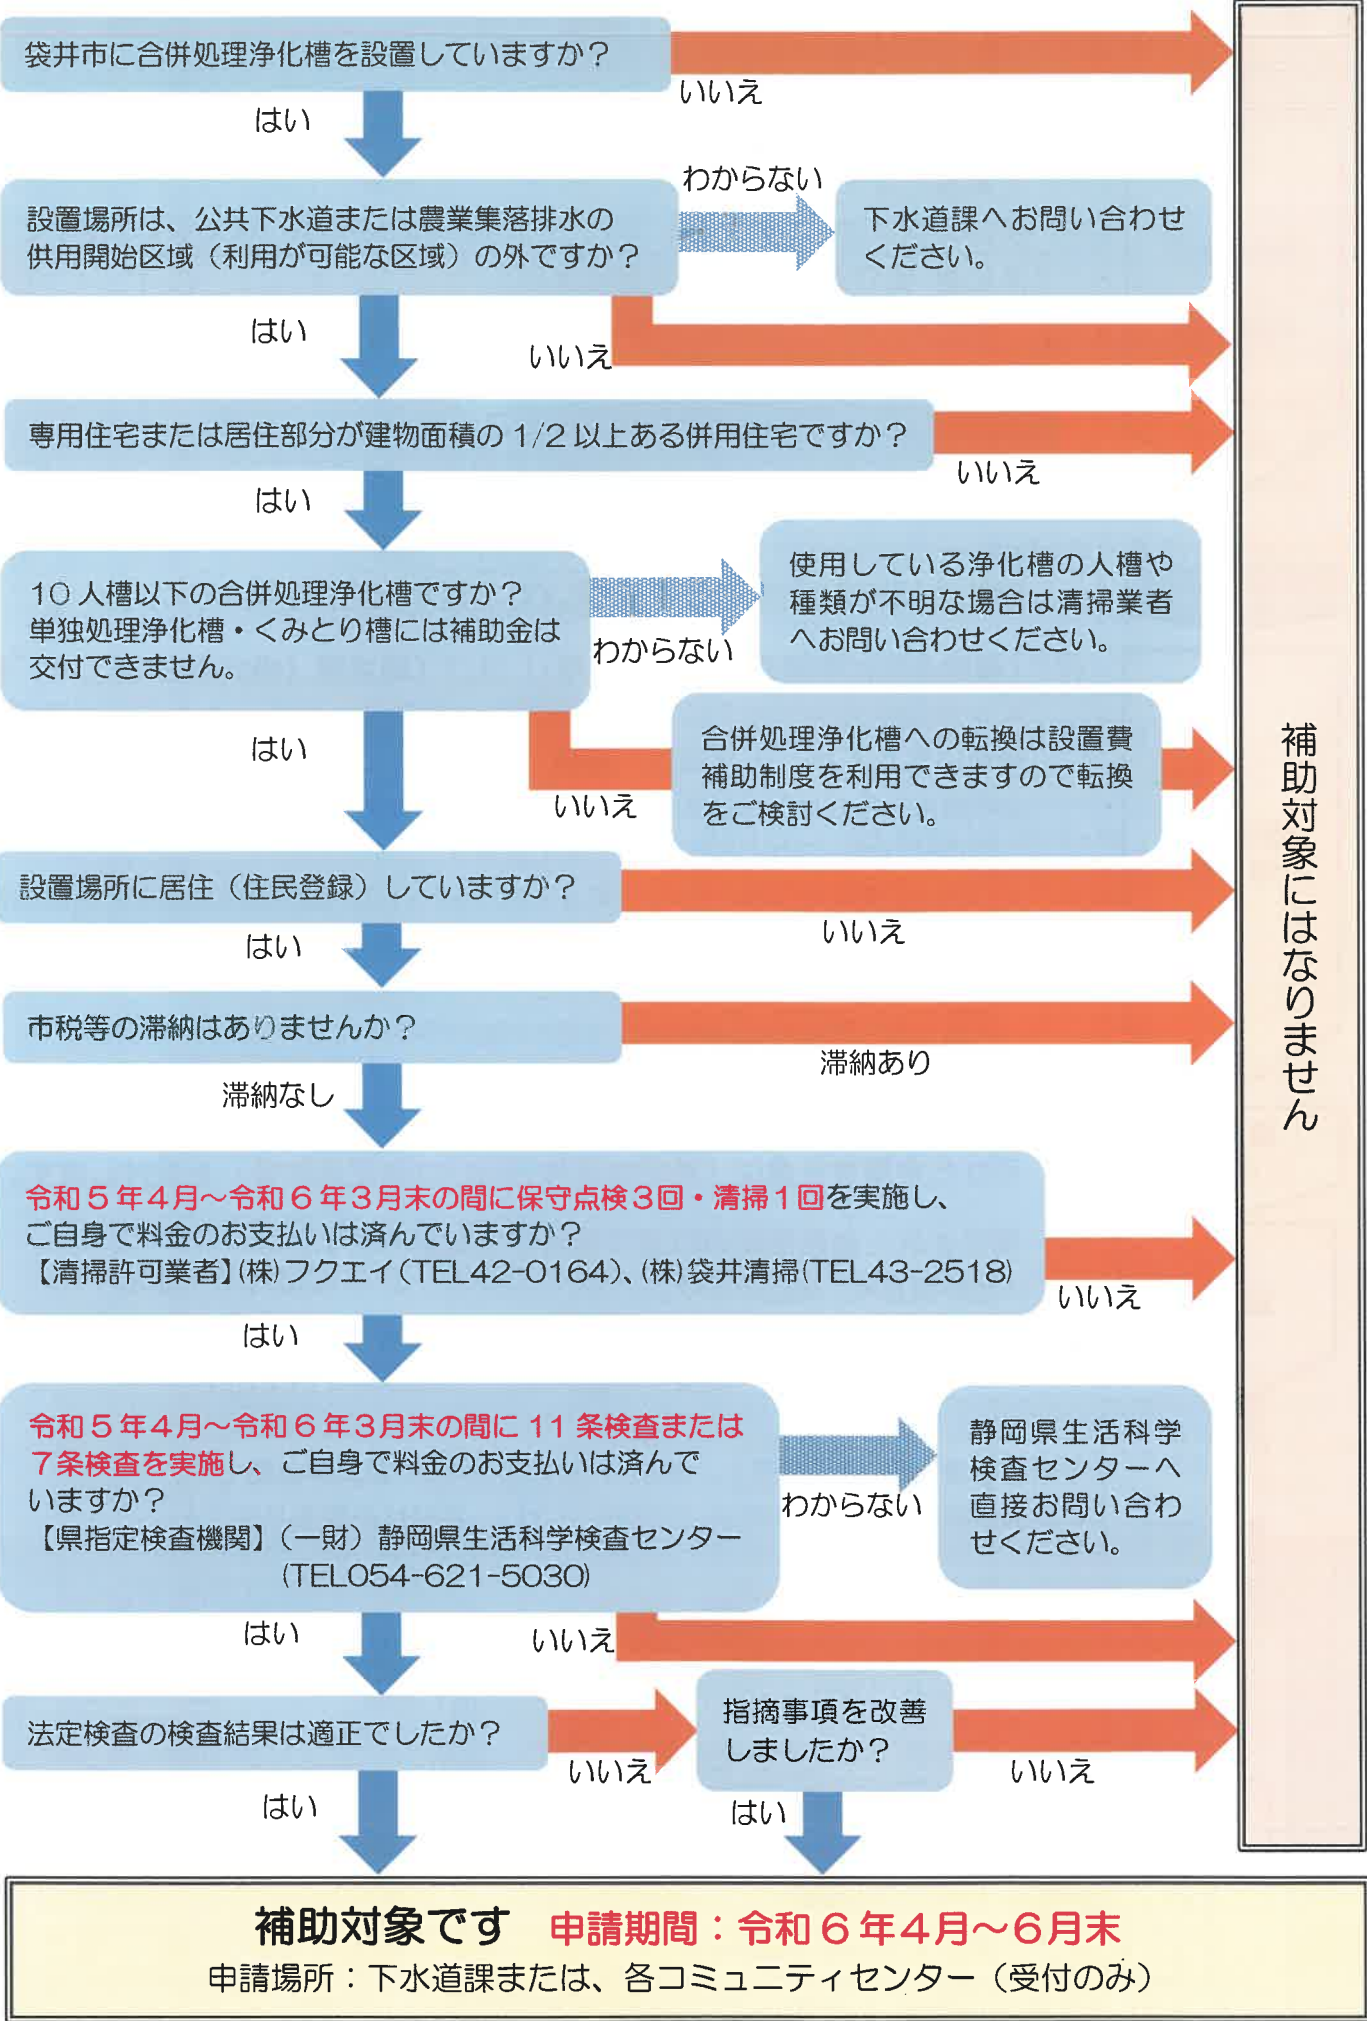 袋井市に合併処理浄化槽を設置していますか？
いいえ
はい
設置場所は、公共下水道または農業集落排水の
供用開始区域（利用が可能な区域）の外ですか？
わからない
下水道課へお問い合わせ
ください。
はい
いいえ
専用住宅または居住部分が建物面積の 1/2 以上ある併用住宅ですか？
いいえ
はい
10 人槽以下の合併処理浄化槽ですか？
単独処理浄化槽・くみとり槽には補助金は
交付できません。
わからない
使用している浄化槽の人槽や
種類が不明な場合は清掃業者
へお問い合わせください。
はい
いいえ
合併処理浄化槽への転換は設置費
補助制度を利用できますので転換
をご検討ください。
設置場所に居住（住民登録）していますか？
いいえ
はい
市税等の滞納はありませんか？
滞納あり
滞納なし
令和５年４月～令和６年３月末の間に保守点検３回・清掃１回を実施し、
ご自身で料金のお支払いは済んでいますか？
【清掃許可業者】(株)フクエイ(TEL42-0164)、(株)袋井清掃(TEL43-2518)
いいえ
はい
令和５年４月～令和６年３月末の間に 11 条検査または
７条検査を実施し、ご自身で料金のお支払いは済んで
いますか？
【県指定検査機関】（一財）静岡県生活科学検査センター
(TEL054-621-5030)
わからない
静岡県生活科学
検査センターへ
直接お問い合わ
せください。
はい
いいえ
法定検査の検査結果は適正でしたか？
いいえ
指摘事項を改善
しましたか？
いいえ
はい
はい
補助対象にはなりません
補助対象です　申請期間：令和６年４月～６月末
申請場所：下水道課または、各コミュニティセンター（受付のみ）